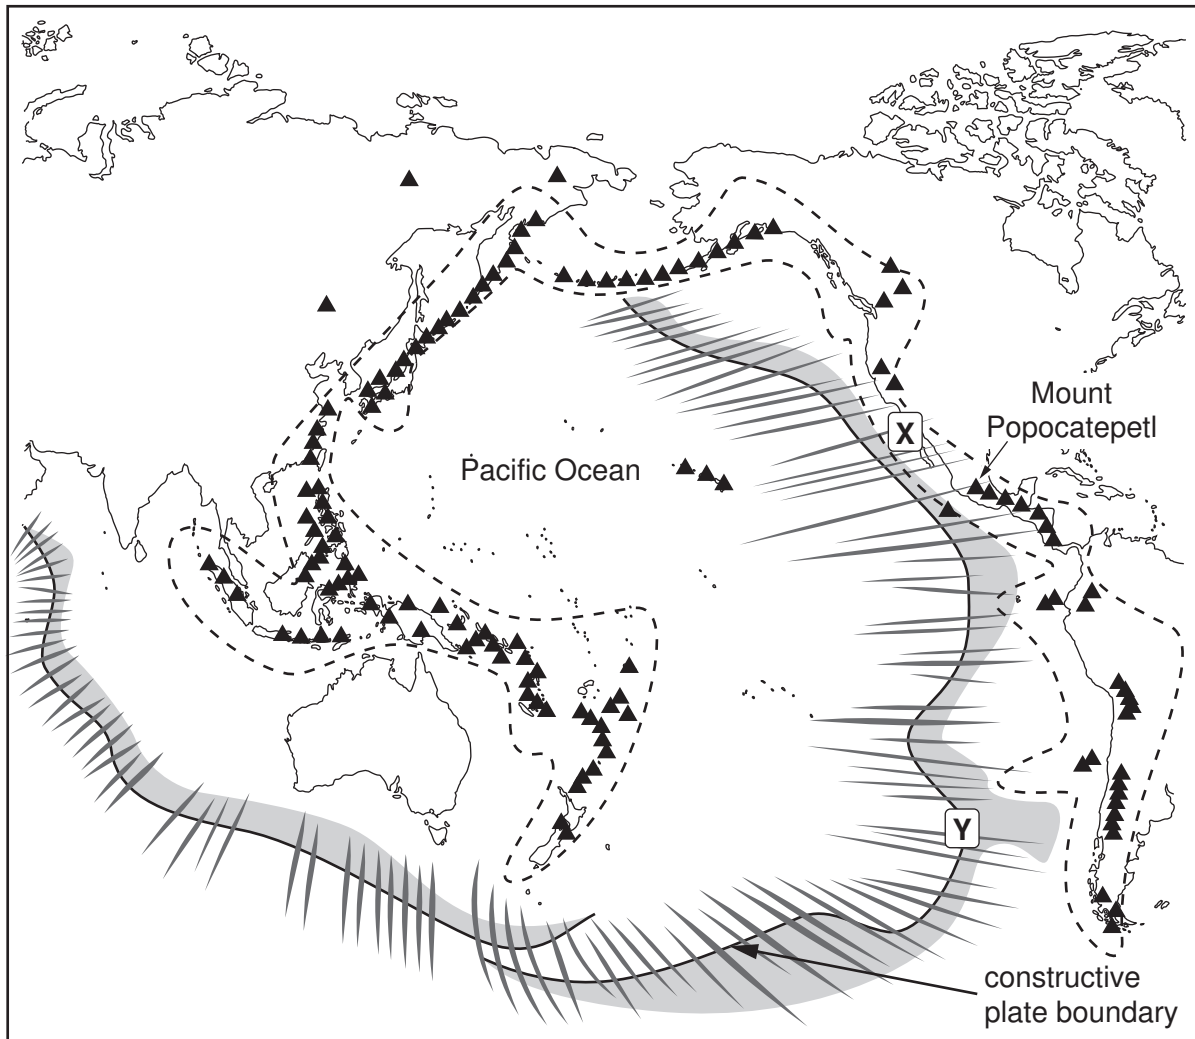 Mount
Popocatepetl
X
Pacific Ocean
Y
constructive
plate boundary